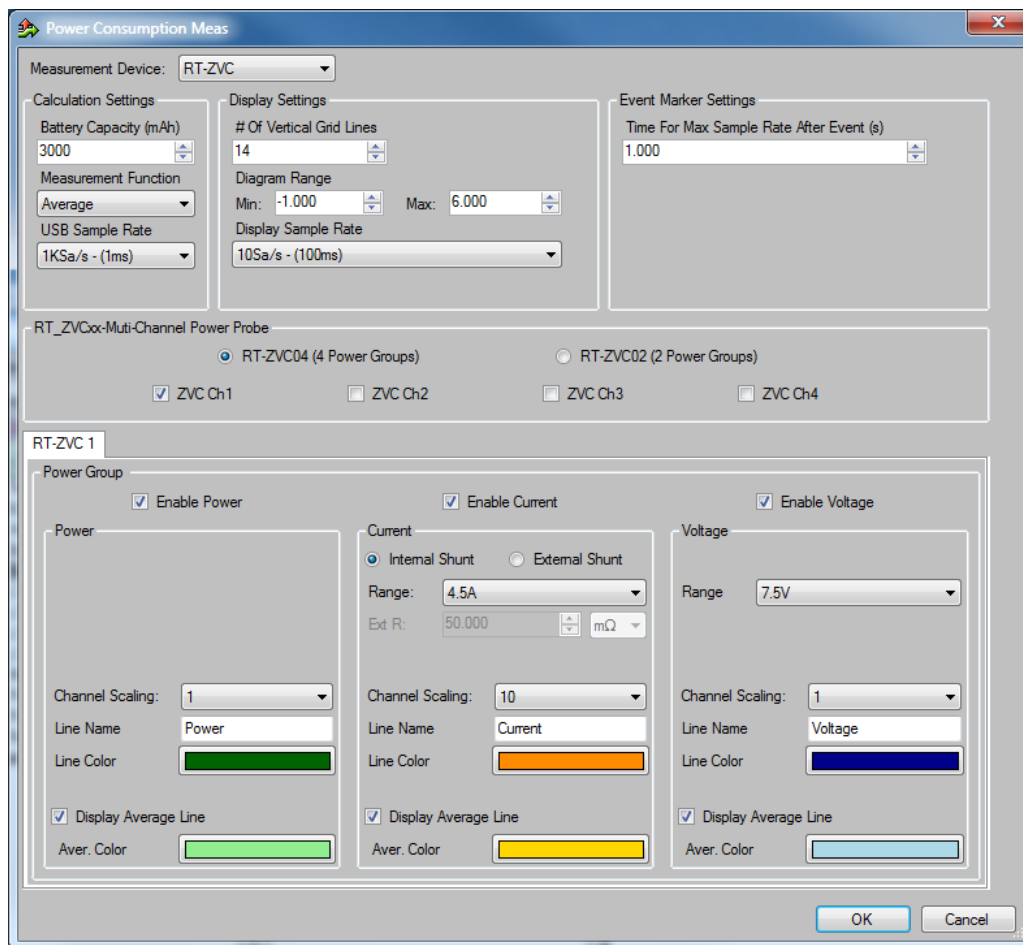 Power Consumption Meas
Measurement Device: RT-ZVC
Calculation Settings
Battery Capacity (mAh)
3000
Measurement Function
Average
USB Sample Rate
1KSa/s - (1ms)
Display Settings
# Of Vertical Grid Lines
14
Diagram Range
Min: -1.000 Max: 6.000
Display Sample Rate
10Sa/s - (100ms)
Event Marker Settings
Time For Max Sample Rate After Event (s)
1.000
RT_ZVCxx-Muti-Channel Power Probe
RT-ZVC04 (4 Power Groups) RT-ZVC02 (2 Power Groups)
ZVC Ch1 ZVC Ch2 ZVC Ch3 ZVC Ch4
RT-ZVC 1
Power Group
Enable Power Enable Current Enable Voltage
Power
Channel Scaling: 1
Line Name Power
Line Color
Display Average Line
Aver. Color
Current
Internal Shunt External Shunt
Range: 4.5A
Ext R: 50.000 mΩ
Channel Scaling: 10
Line Name Current
Line Color
Display Average Line
Aver. Color
Voltage
Range 7.5V
Channel Scaling: 1
Line Name Voltage
Line Color
Display Average Line
Aver. Color
OK Cancel